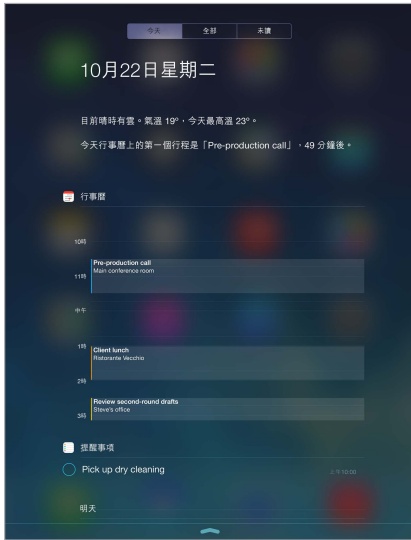 今天
全部
未讀
10月22日星期二
目前晴時有雲。氣溫 19°，今天最高溫 23°。
今天行事曆上的第一個行程是「Pre-production call」，49 分鐘後。
行事曆
10時
Pre-production call
Main conference room
11時
中午
1時
Client lunch
Ristorante Vecchio
2時
Review second-round drafts
Steve's office
3時
提醒事項
Pick up dry cleaning
上午10:06
明天